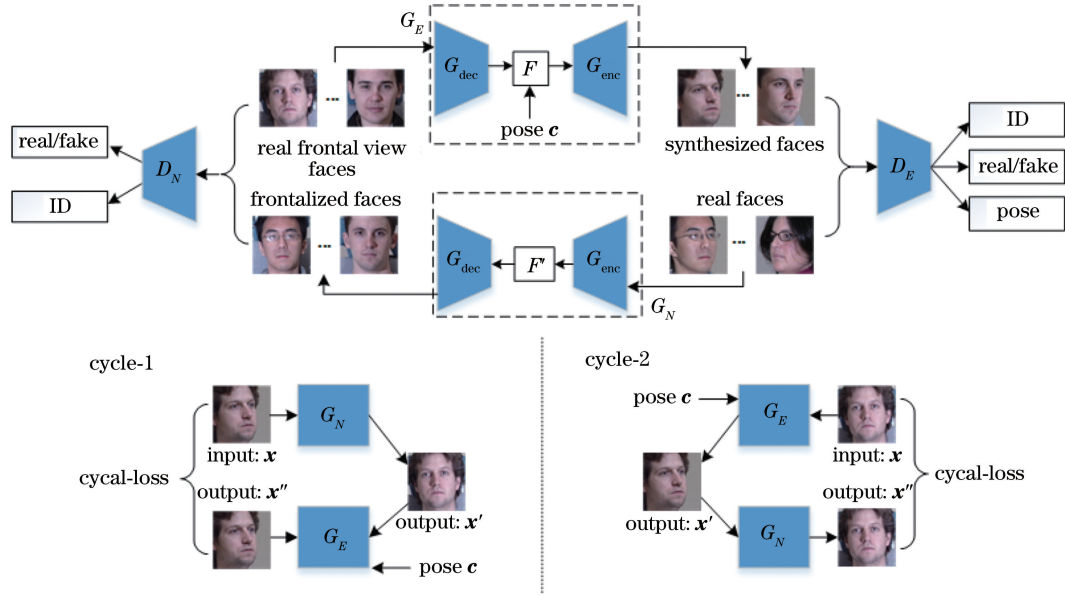 G_E
G_dec
F
G_enc
pose c
real/fake
ID
D_N
real frontal view
faces
synthesized faces
D_E
ID
real/fake
pose
frontalized faces
real faces
G_dec
F'
G_enc
G_N
cycle-1
G_N
input: x
cycal-loss
output: x''
output: x'
G_E
pose c
cycle-2
pose c
G_E
input: x
output: x'
output: x''
cycal-loss
G_N